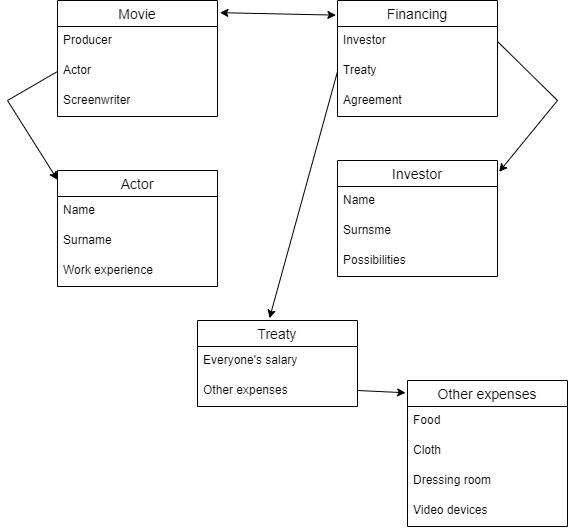 Movie
Producer
Actor
Screenwriter
Financing
Investor
Treaty
Agreement
Actor
Name
Surname
Work experience
Investor
Name
Surnsme
Possibilities
Treaty
Everyone's salary
Other expenses
Other expenses
Food
Cloth
Dressing room
Video devices